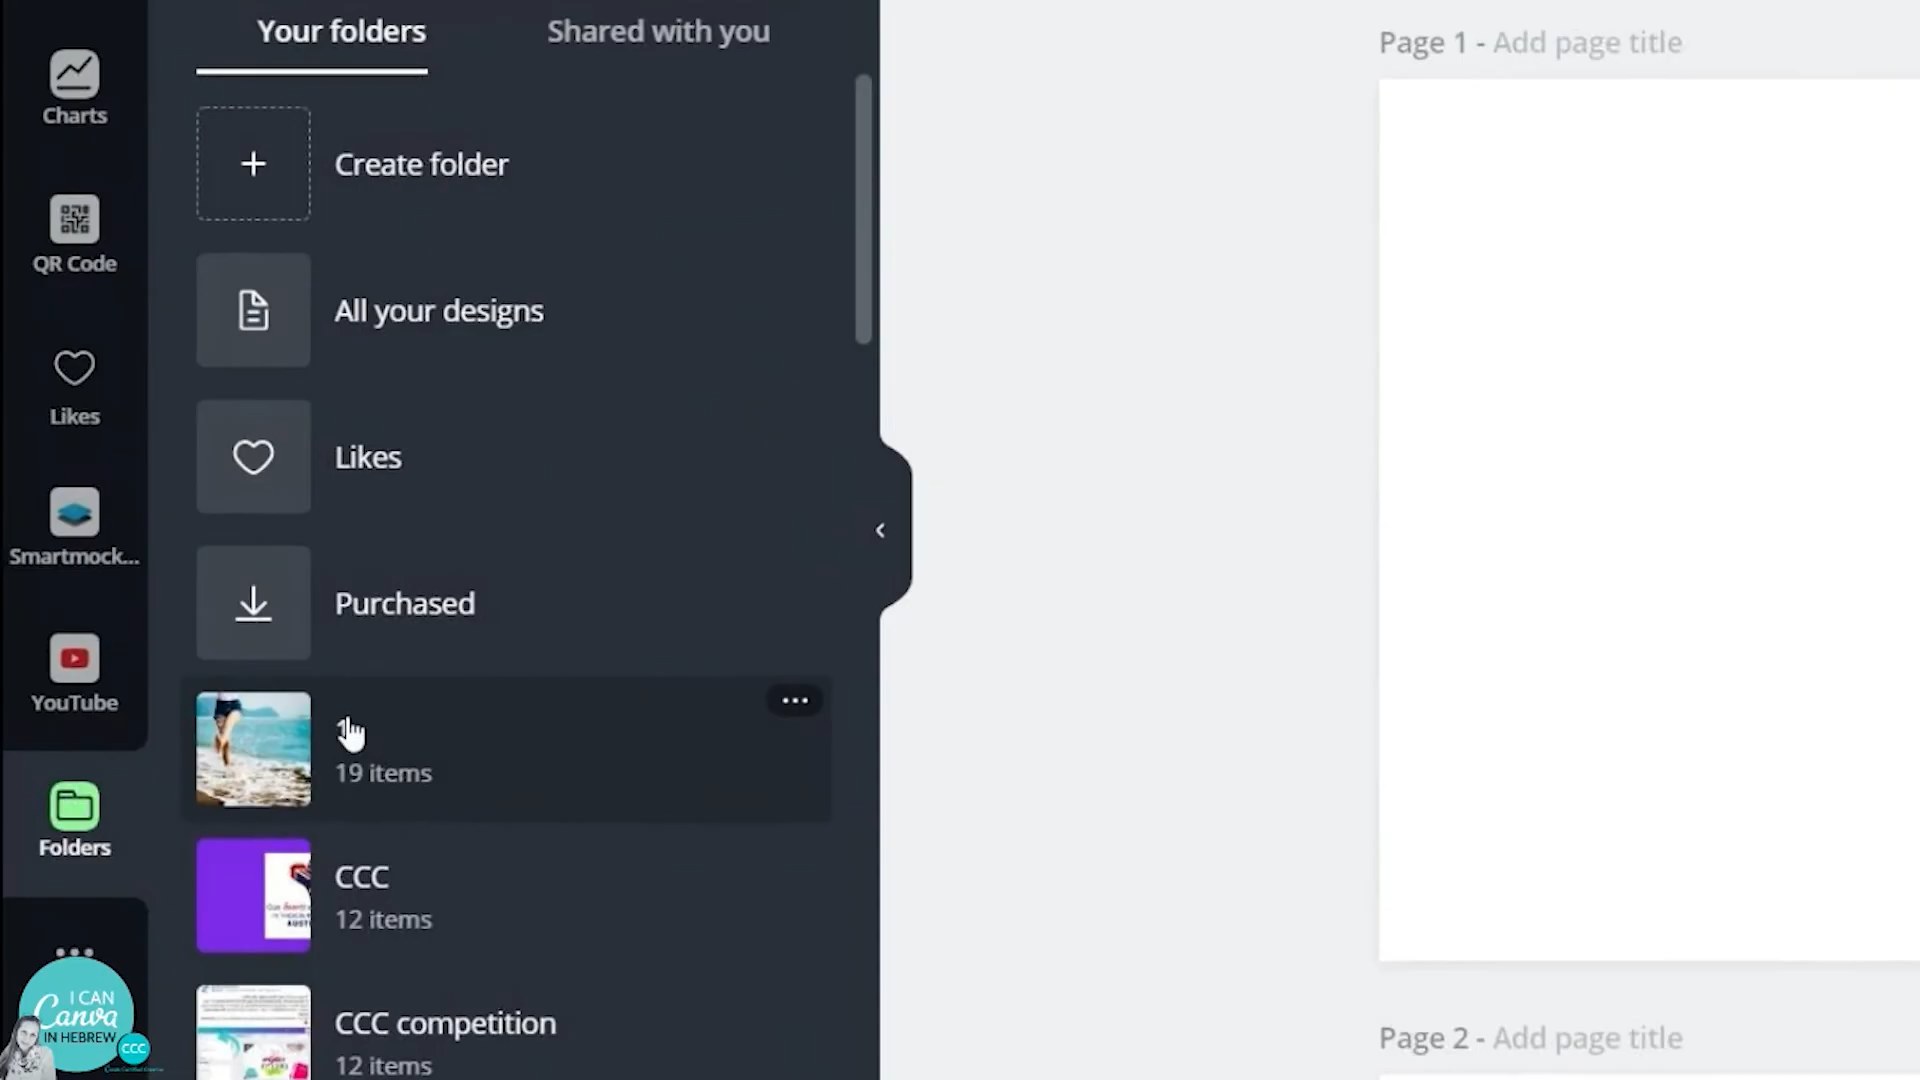 Your folders
Shared with you
Page 1 - Add page title
Charts
Create folder
QR Code
All your designs
Likes
Likes
Smartmock...
Purchased
YouTube
19 items
Folders
CCC
12 items
CCC competition
12 items
I CAN
Canva
IN HEBREW
CCC
Page 2 - Add page title